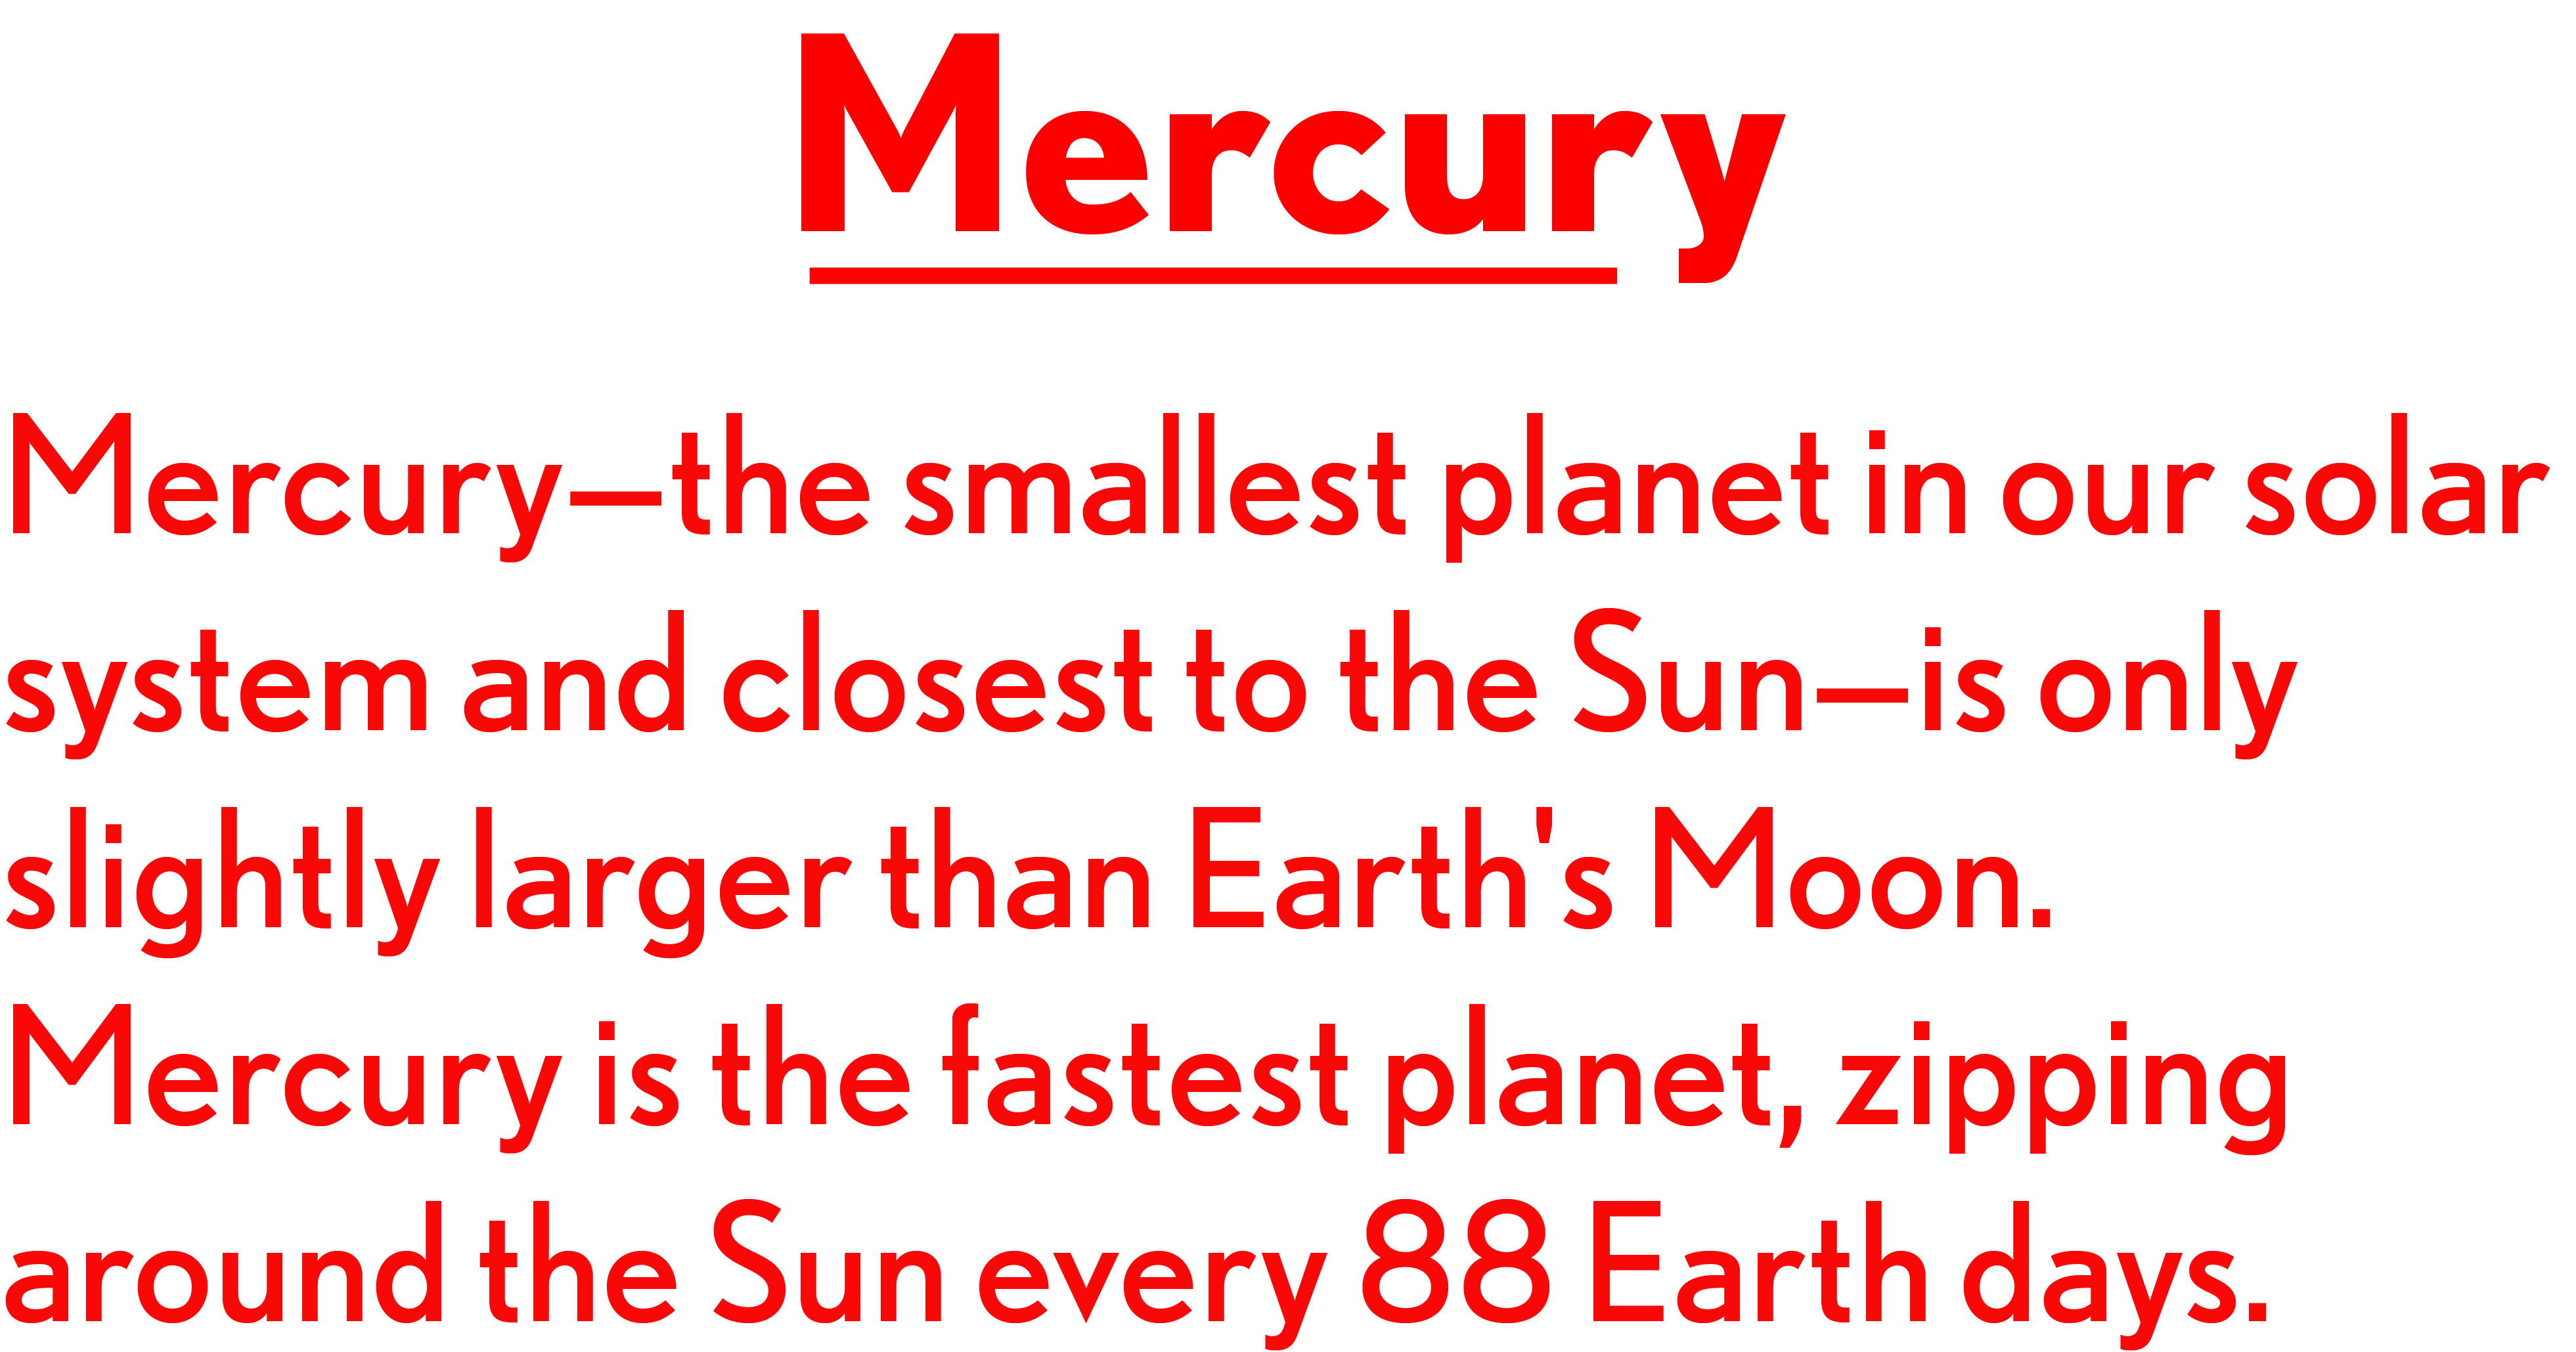 Mercury
Mercury—the smallest planet in our solar
system and closest to the Sun—is only
slightly larger than Earth's Moon.
Mercury is the fastest planet, zipping
around the Sun every 88 Earth days.